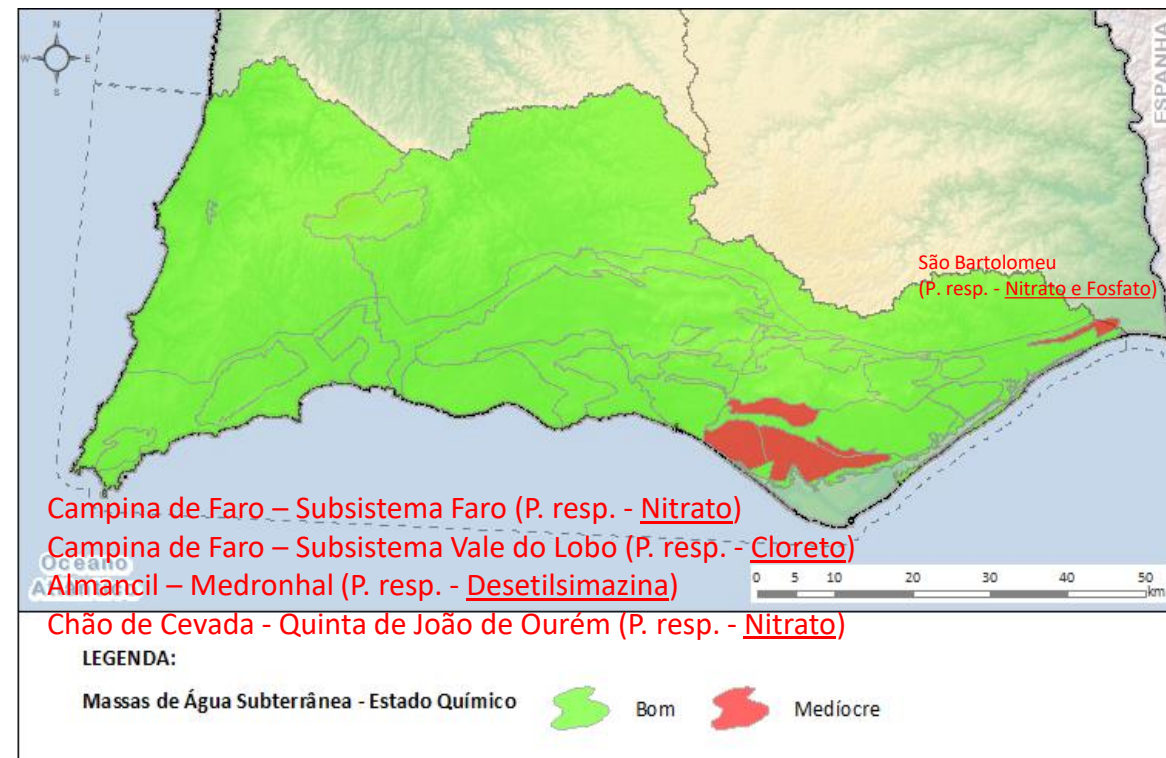 N
W
E
S
ESPANHA
São Bartolomeu
(P. resp. - Nitrato e Fosfato)
Campina de Faro – Subsistema Faro (P. resp. - Nitrato)
Campina de Faro – Subsistema Vale do Lobo (P. resp. - Cloreto)
Oceano
Almancil – Medronhal (P. resp. - Desetilsimazina)
0 5 10 20 30 40 50
km
Chão de Cevada - Quinta de João de Ourém (P. resp. - Nitrato)
LEGENDA:
Massas de Água Subterrânea - Estado Químico
Bom
Medíocre